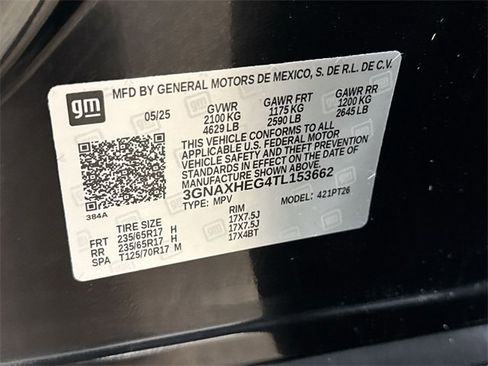 gm
MFD BY GENERAL MOTORS DE MEXICO, S. DE R.L. DE C.V.
05/25 GVWR GAWR FRT GAWR RR
2100 KG 1175 KG 1200 KG
4629 LB 2590 LB 2645 LB
THIS VEHICLE CONFORMS TO ALL
APPLICABLE U.S. FEDERAL MOTOR
VEHICLE SAFETY AND THEFT PREVENTION
STANDARDS IN EFFECT ON THE DATE OF
MANUFACTURE SHOWN ABOVE.
3GNAXHEG4TL153662
TYPE: MPV MODEL: 421PT26
384A
TIRE SIZE RIM
FRT 235/65R17 H 17X7.5J
RR 235/65R17 H 17X7.5J
SPA T125/70R17 M 17X4BT